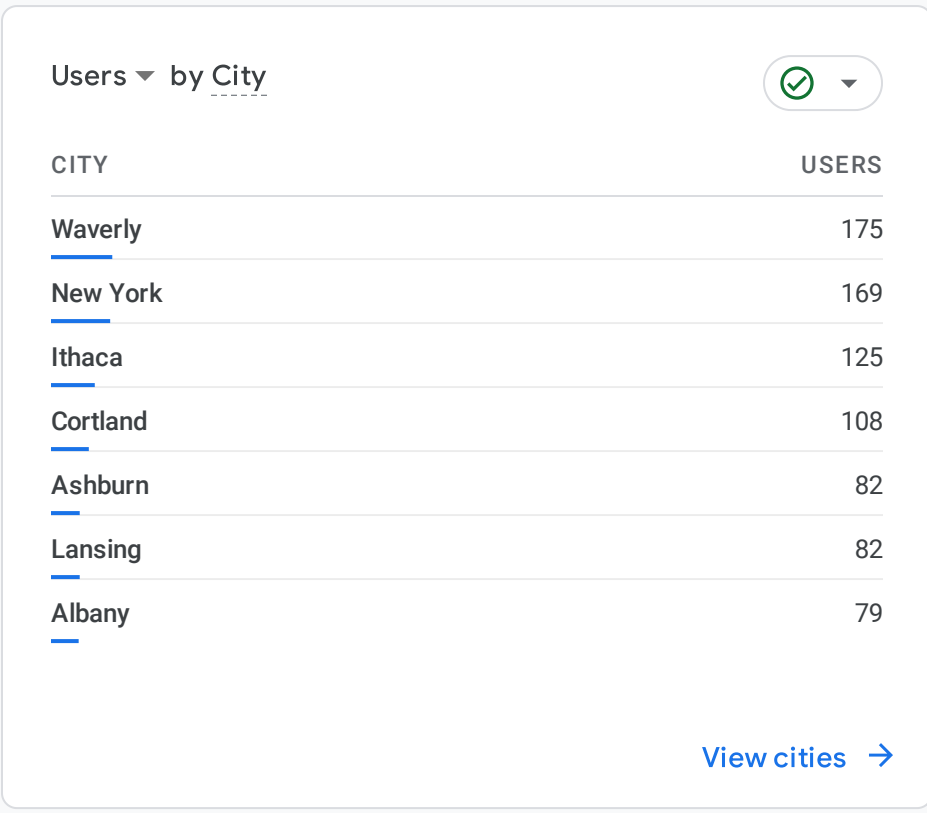 Users by City
CITY USERS
Waverly 175
New York 169
Ithaca 125
Cortland 108
Ashburn 82
Lansing 82
Albany 79
View cities